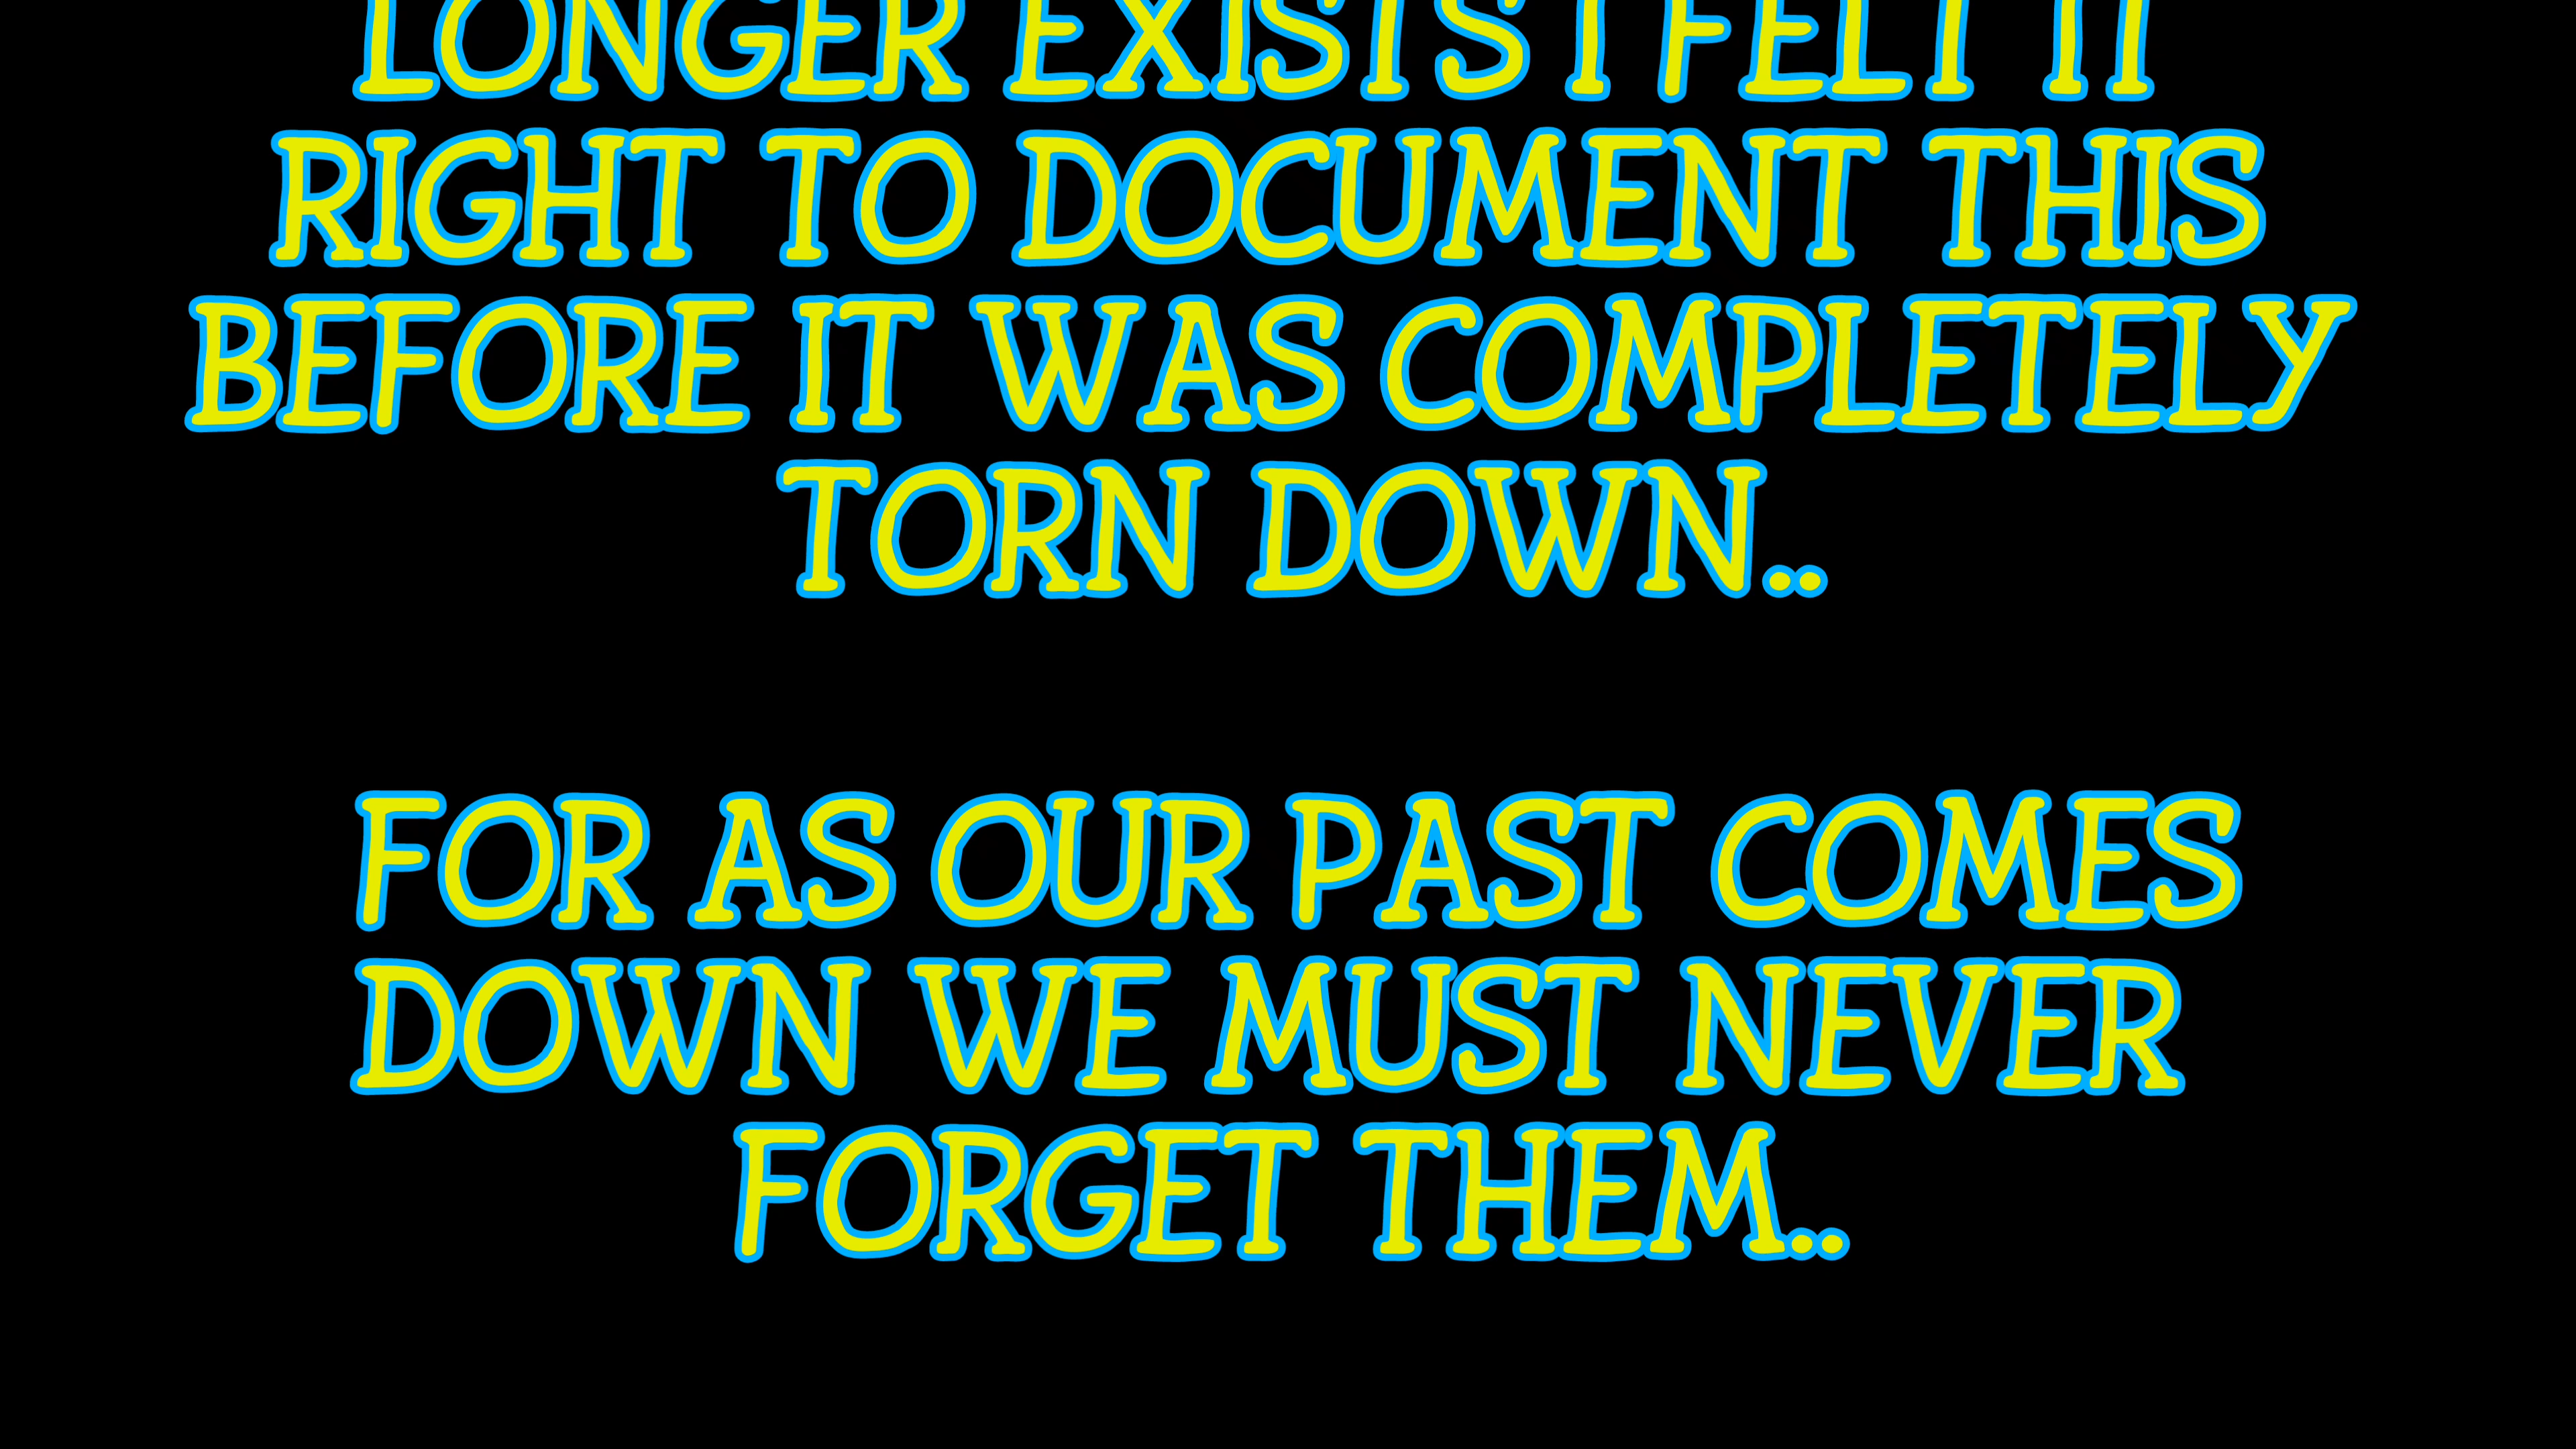 LONGER EXISTS I FELT IT
RIGHT TO DOCUMENT THIS
BEFORE IT WAS COMPLETELY
TORN DOWN..
FOR AS OUR PAST COMES
DOWN WE MUST NEVER
FORGET THEM..